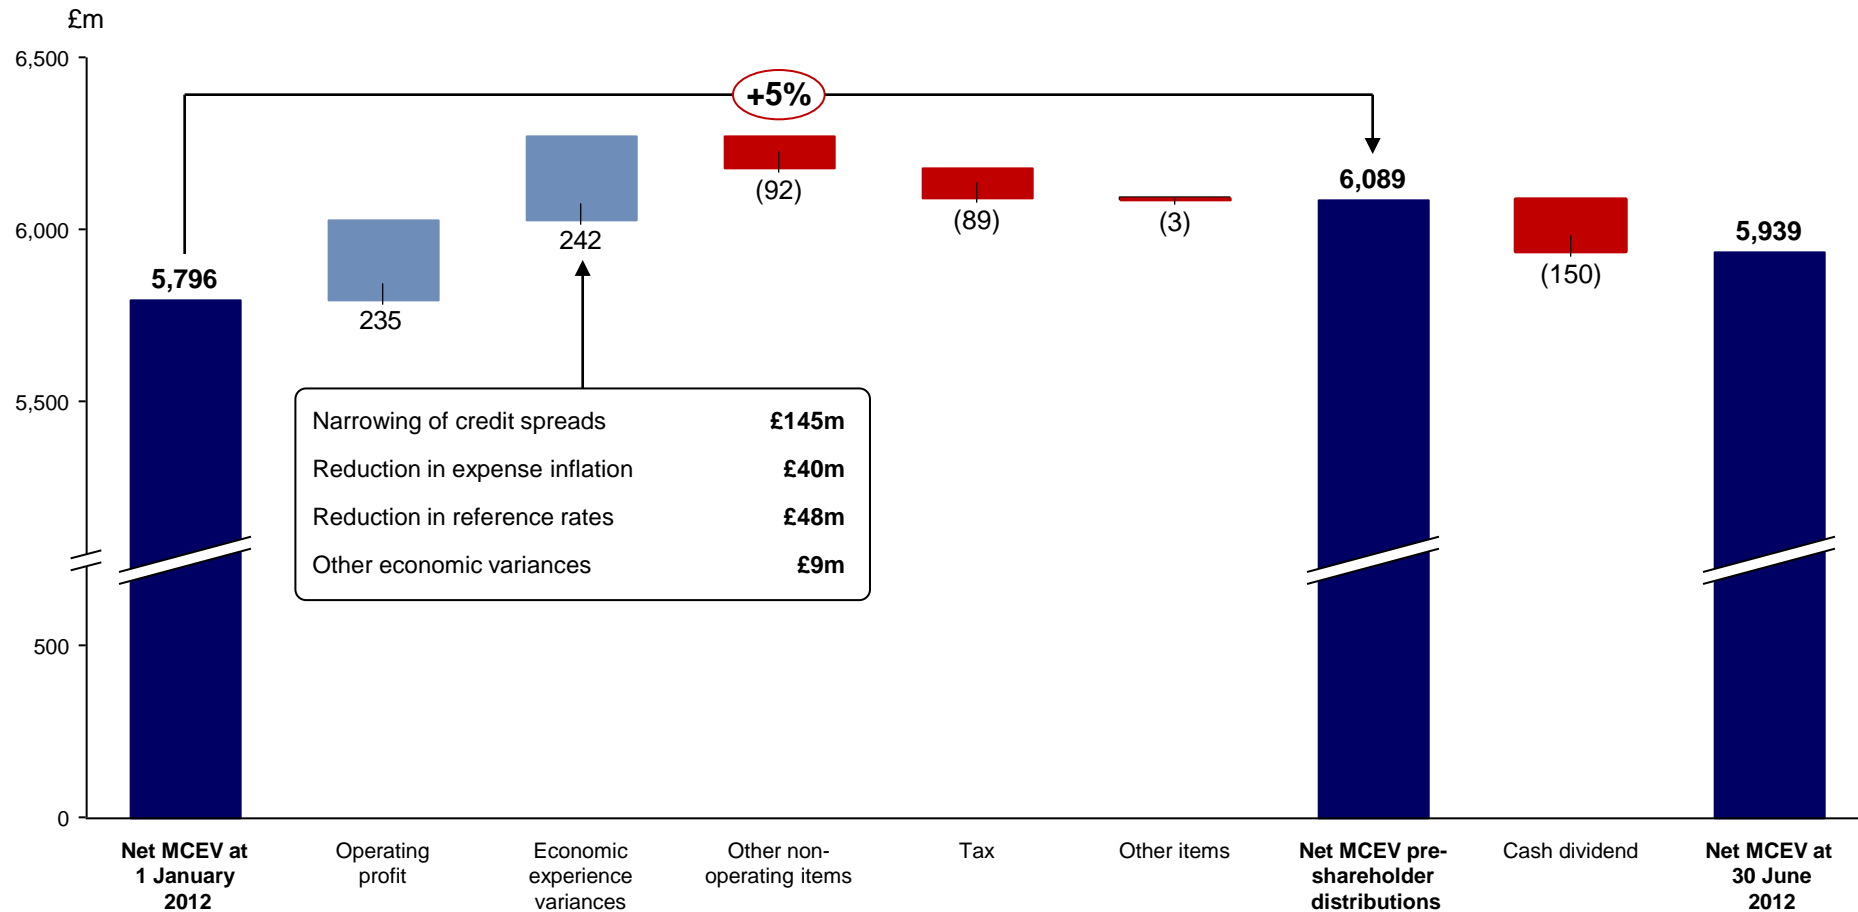 £m
6,500
6,000
5,500
500
0
+5%
5,796
235
242
(92)
(89)
(3)
6,089
(150)
5,939
Narrowing of credit spreads £145m
Reduction in expense inflation £40m
Reduction in reference rates £48m
Other economic variances £9m
Net MCEV at
1 January
2012
Operating
profit
Economic
experience
variances
Other non-
operating items
Tax
Other items
Net MCEV pre-
shareholder
distributions
Cash dividend
Net MCEV at
30 June
2012